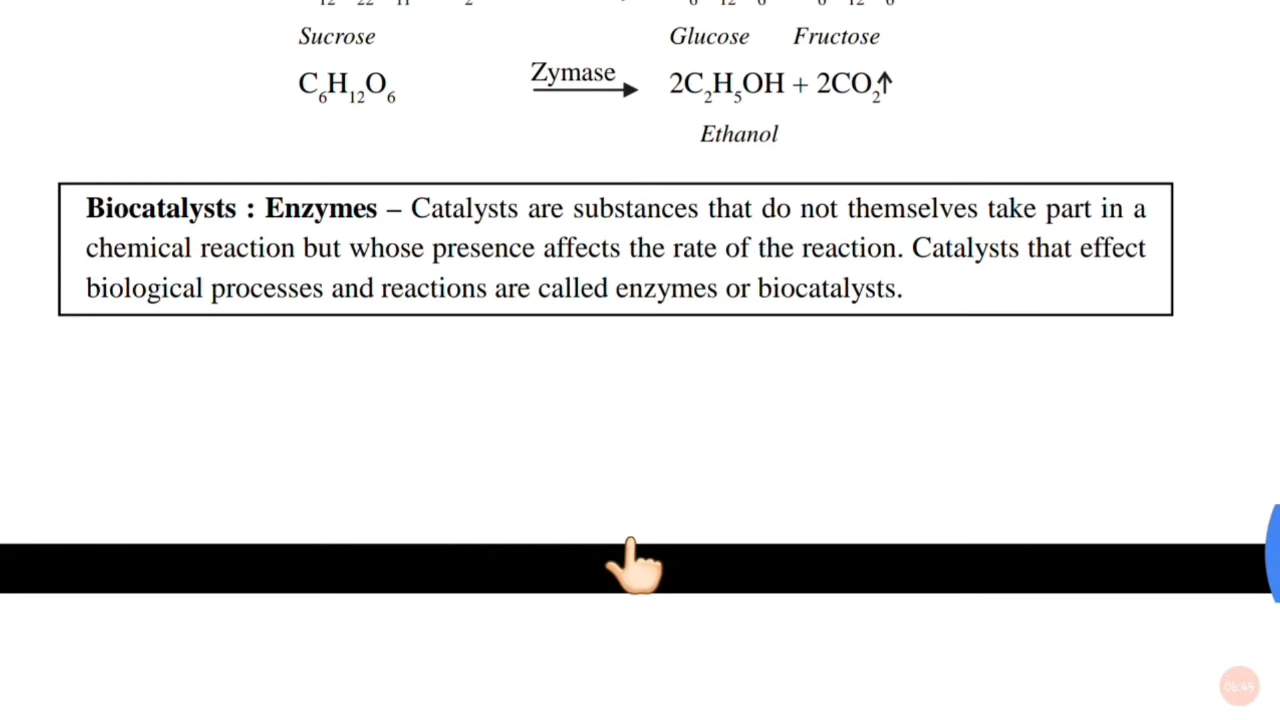 Sucrose Glucose Fructose
C₆H₁₂O₆ Zymase 2C₂H₅OH + 2CO₂↑
Ethanol
Biocatalysts : Enzymes – Catalysts are substances that do not themselves take part in a
chemical reaction but whose presence affects the rate of the reaction. Catalysts that effect
biological processes and reactions are called enzymes or biocatalysts.